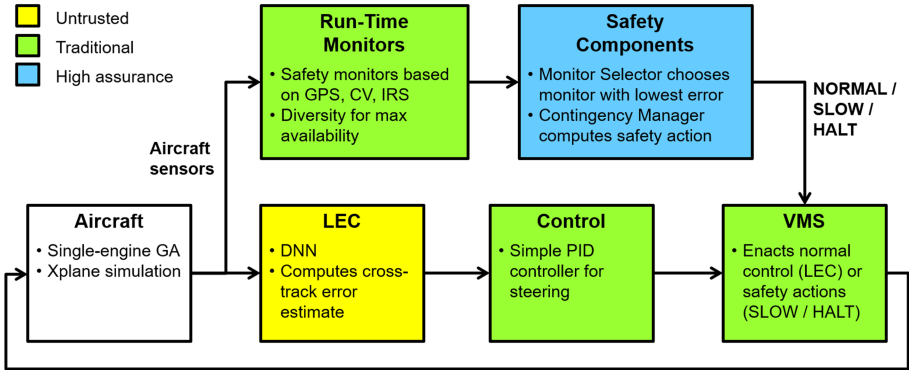 Untrusted
Traditional
High assurance
Run-Time
Monitors
• Safety monitors based
on GPS, CV, IRS
• Diversity for max
availability
Safety
Components
• Monitor Selector chooses
monitor with lowest error
• Contingency Manager
computes safety action
NORMAL /
SLOW /
HALT
Aircraft
sensors
Aircraft
• Single-engine GA
• Xplane simulation
LEC
• DNN
• Computes cross-
track error
estimate
Control
• Simple PID
controller for
steering
VMS
• Enacts normal
control (LEC) or
safety actions
(SLOW / HALT)